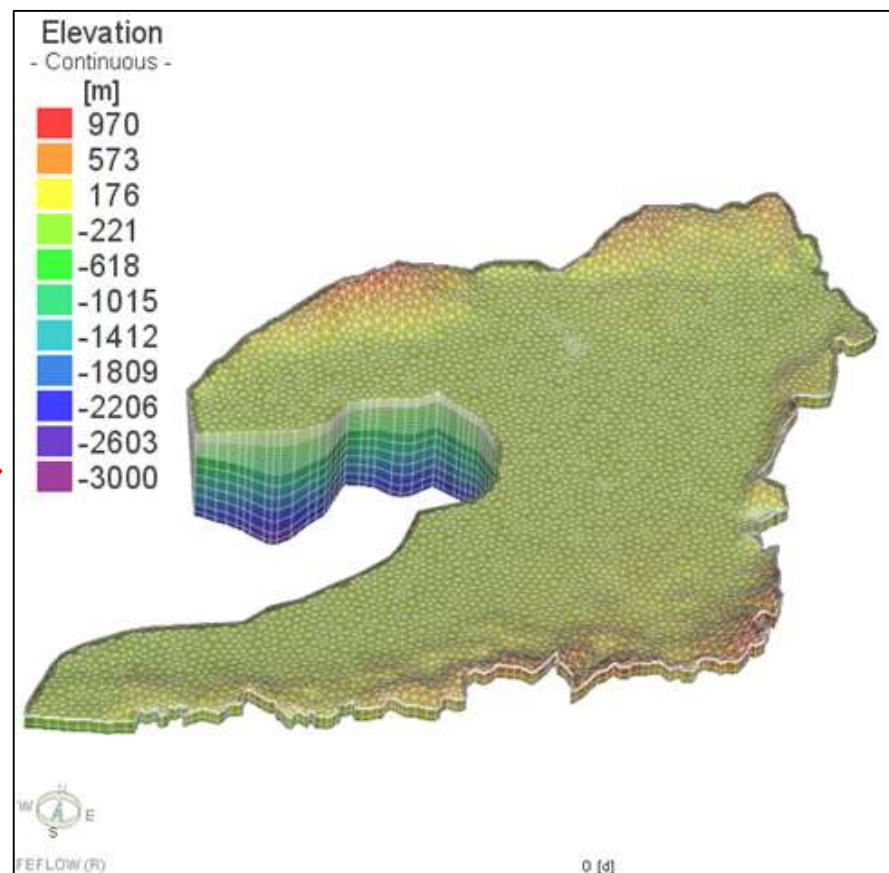 Elevation
- Continuous -
[m]
970
573
176
-221
-618
-1015
-1412
-1809
-2206
-2603
-3000
N
W
E
S
FEFLOW (R)
0 [d]